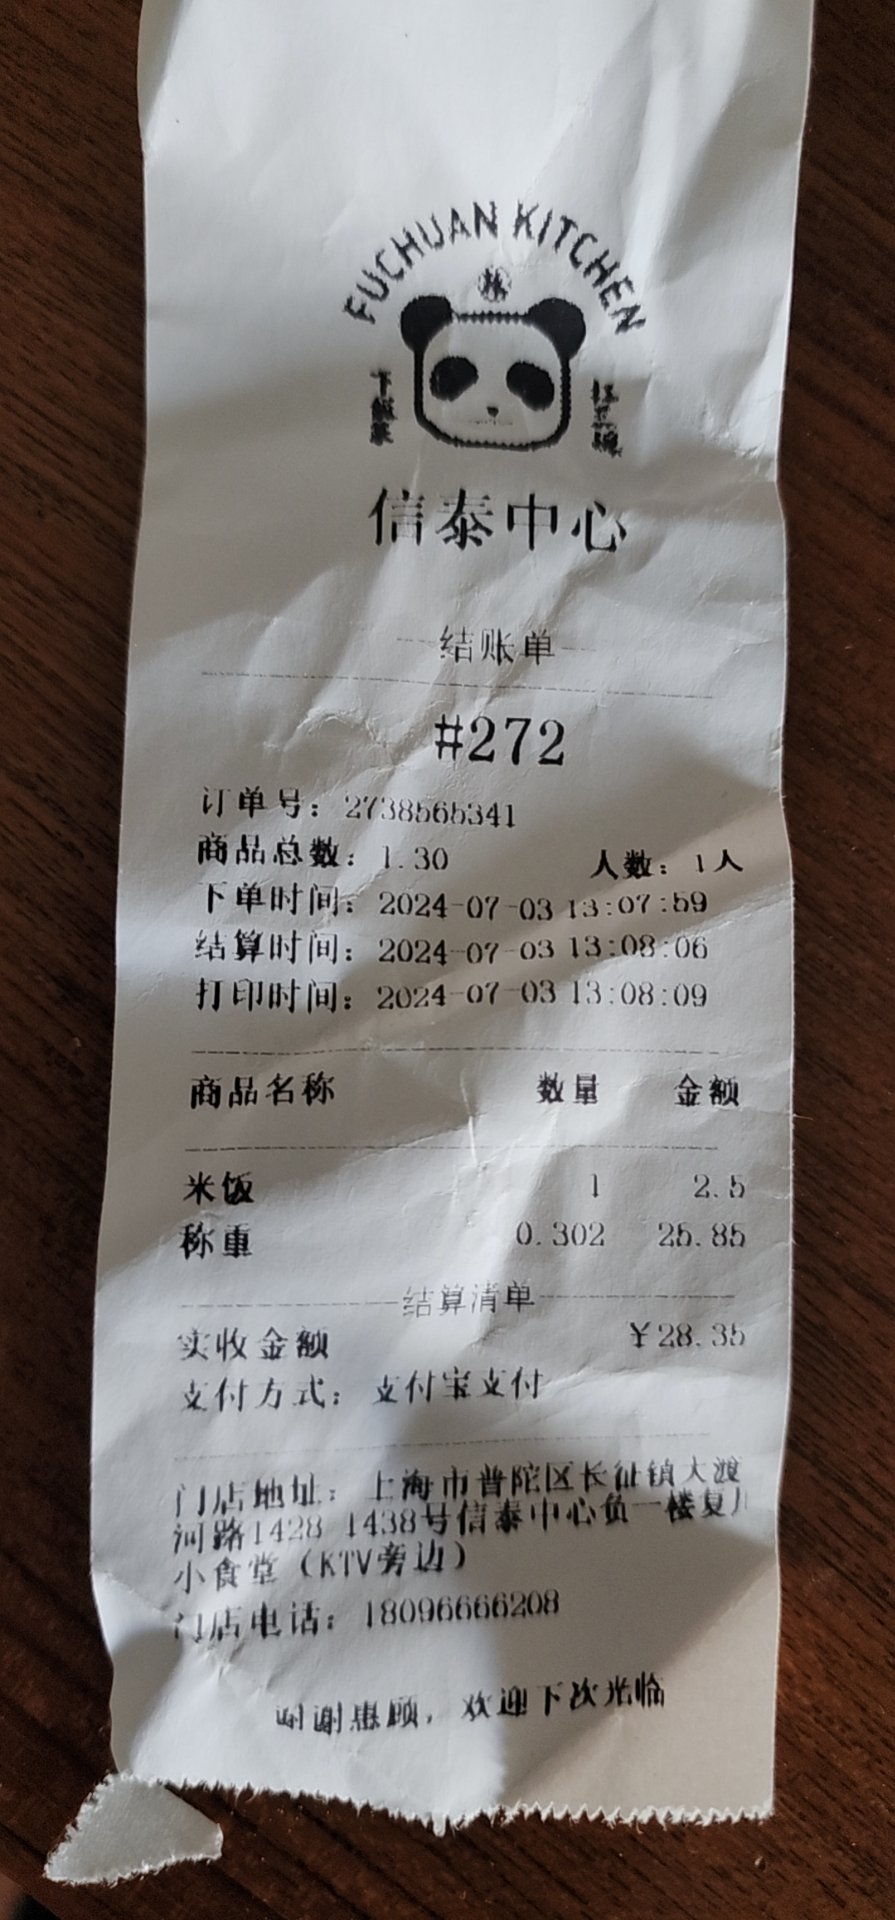 FUCHUAN KITCHEN
信泰中心
结账单
#272
订单号：2738565341
商品总数：1.30 人数：1人
下单时间：2024-07-03 13:07:59
结算时间：2024-07-03 13:08:06
打印时间：2024-07-03 13:08:09
商品名称 数量 金额
米饭 1 2.5
称重 0.302 25.85
结算清单
实收金额 ¥28.35
支付方式：支付宝支付
门店地址：上海市普陀区长征镇大渡
河路1428 1438号信泰中心负一楼复川
小食堂（KTV旁边）
门店电话：18096666208
谢谢惠顾，欢迎下次光临